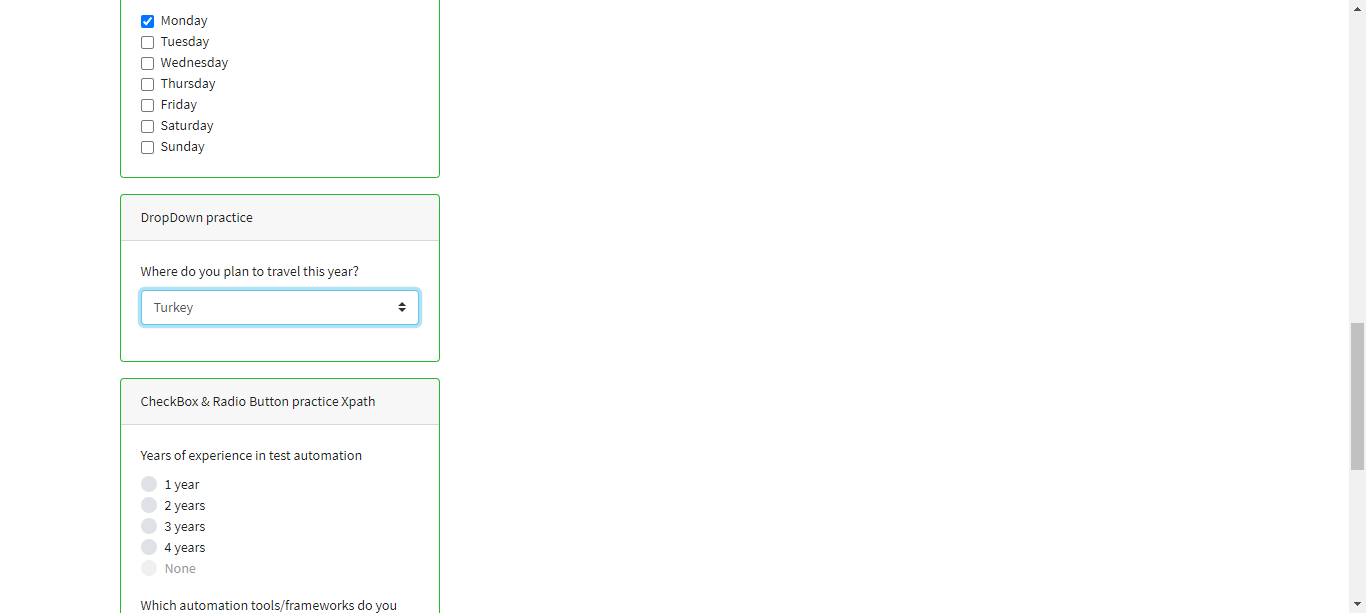 Monday
Tuesday
Wednesday
Thursday
Friday
Saturday
Sunday
DropDown practice
Where do you plan to travel this year?
Turkey
CheckBox & Radio Button practice Xpath
Years of experience in test automation
1 year
2 years
3 years
4 years
None
Which automation tools/frameworks do you